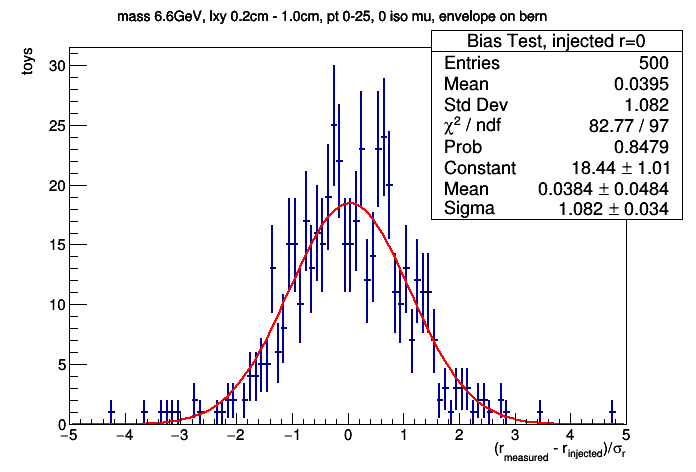 mass 6.6GeV, lxy 0.2cm - 1.0cm, pt 0-25, 0 iso mu, envelope on bern
Bias Test, injected r=0
Entries 500
Mean 0.0395
Std Dev 1.082
χ² / ndf 82.77 / 97
Prob 0.8479
Constant 18.44 ± 1.01
Mean 0.0384 ± 0.0484
Sigma 1.082 ± 0.034
toys
30
25
20
15
10
5
0
−5 −4 −3 −2 −1 0 1 2 3 4 5
(r_measured - r_injected)/σ_r